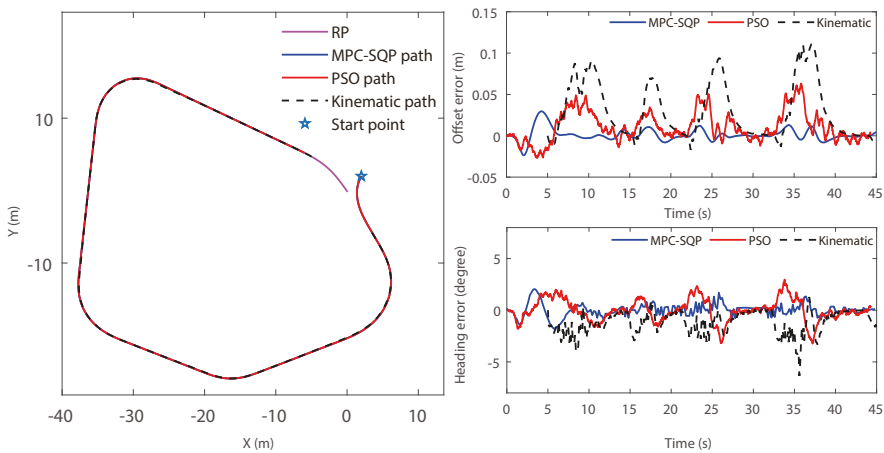 RP
MPC-SQP path
PSO path
Kinematic path
Start point
10
-10
Y (m)
-40 -30 -20 -10 0 10
X (m)
MPC-SQP PSO Kinematic
0.15
0.1
0.05
0
-0.05
Offset error (m)
0 5 10 15 20 25 30 35 40 45
Time (s)
MPC-SQP PSO Kinematic
5
0
-5
Heading error (degree)
0 5 10 15 20 25 30 35 40 45
Time (s)